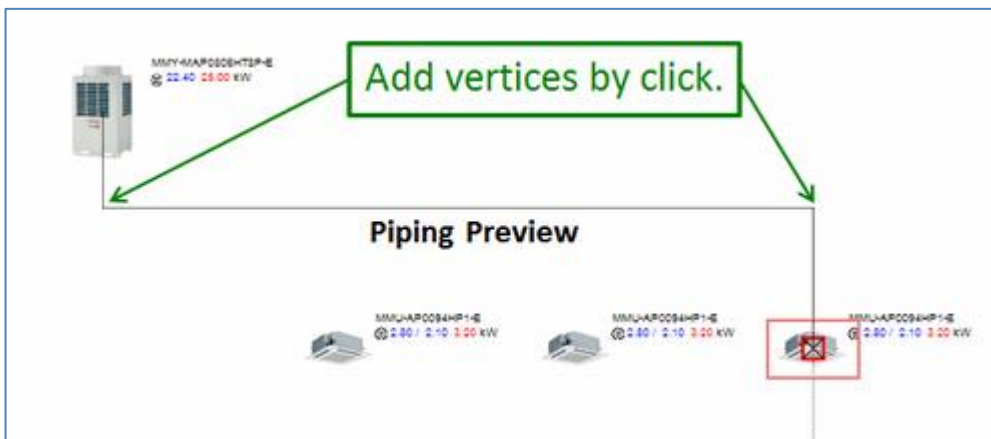 MMY-MAP0806HT8P-E
22.40 25.00 kW
Add vertices by click.
Piping Preview
MMU-AP0094HP1-E
2.80 / 2.10 3.20 kW
MMU-AP0094HP1-E
2.80 / 2.10 3.20 kW
MMU-AP0094HP1-E
2.80 / 2.10 3.20 kW